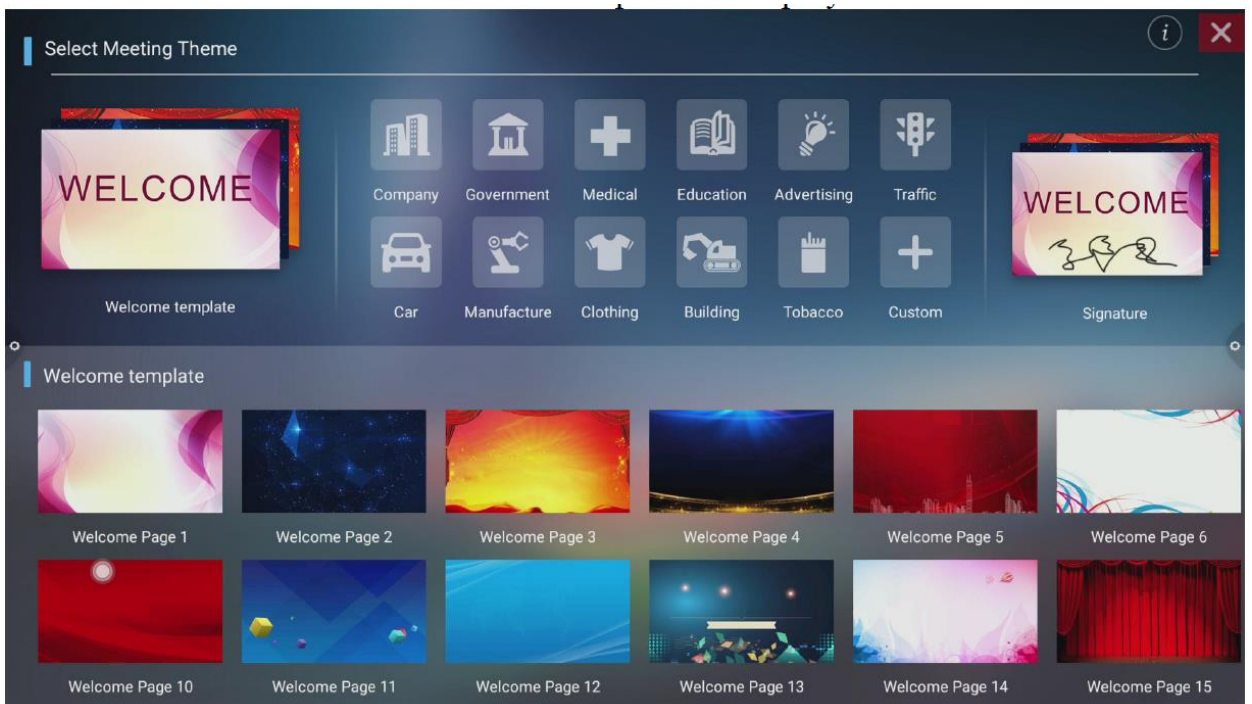 Select Meeting Theme
i
WELCOME
WELCOME
Company Government Medical Education Advertising Traffic
Car Manufacture Clothing Building Tobacco Custom
Welcome template
Signature
Welcome template
Welcome Page 1 Welcome Page 2 Welcome Page 3 Welcome Page 4 Welcome Page 5 Welcome Page 6
Welcome Page 10 Welcome Page 11 Welcome Page 12 Welcome Page 13 Welcome Page 14 Welcome Page 15